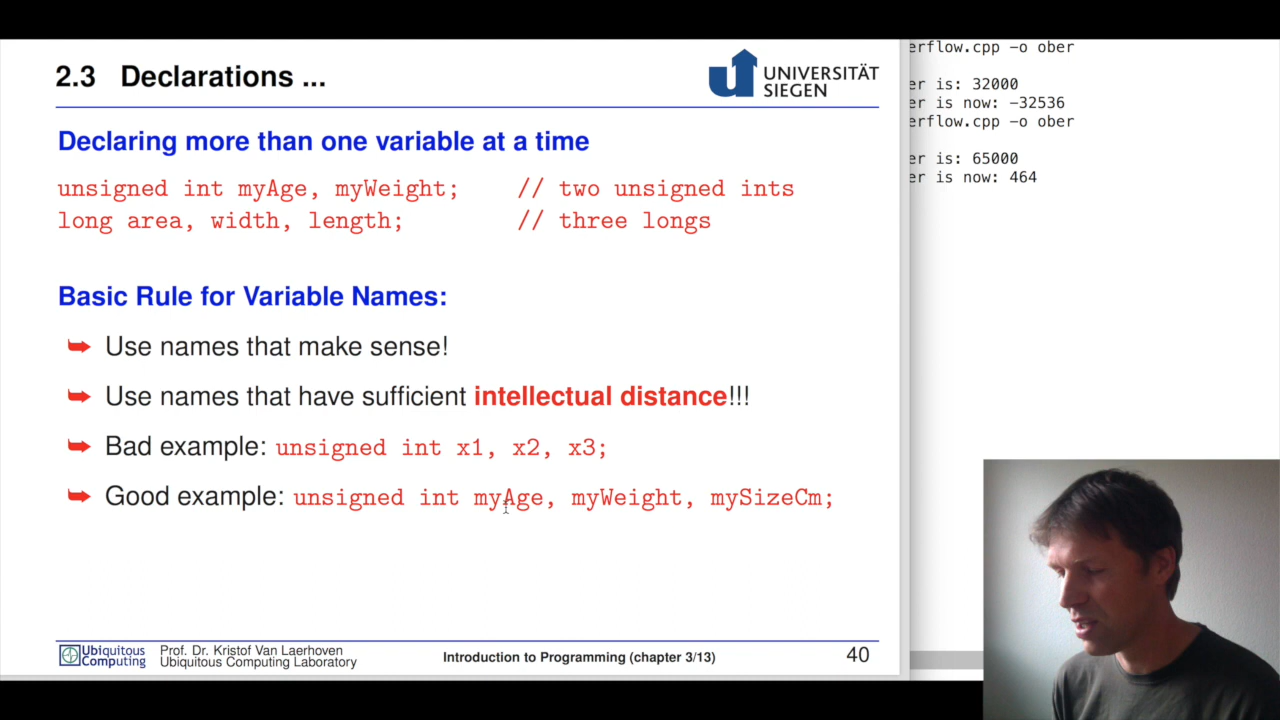 2.3 Declarations ...
UNIVERSITÄT
SIEGEN
Declaring more than one variable at a time
unsigned int myAge, myWeight; // two unsigned ints
long area, width, length; // three longs
Basic Rule for Variable Names:
Use names that make sense!
Use names that have sufficient intellectual distance!!!
Bad example: unsigned int x1, x2, x3;
Good example: unsigned int myAge, myWeight, mySizeCm;
Ubiquitous
Computing
Prof. Dr. Kristof Van Laerhoven
Ubiquitous Computing Laboratory
Introduction to Programming (chapter 3/13)
40
erflow.cpp -o ober
er is: 32000
er is now: -32536
erflow.cpp -o ober
er is: 65000
er is now: 464